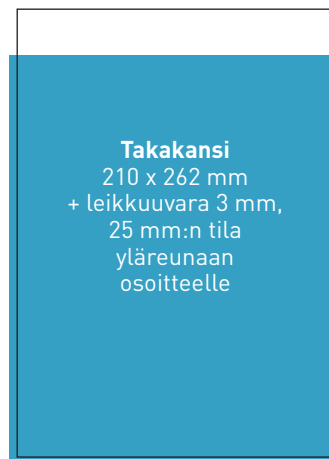 Takakansi
210 x 262 mm
+ leikkuuvara 3 mm,
25 mm:n tila
yläreunaan
osoitteelle